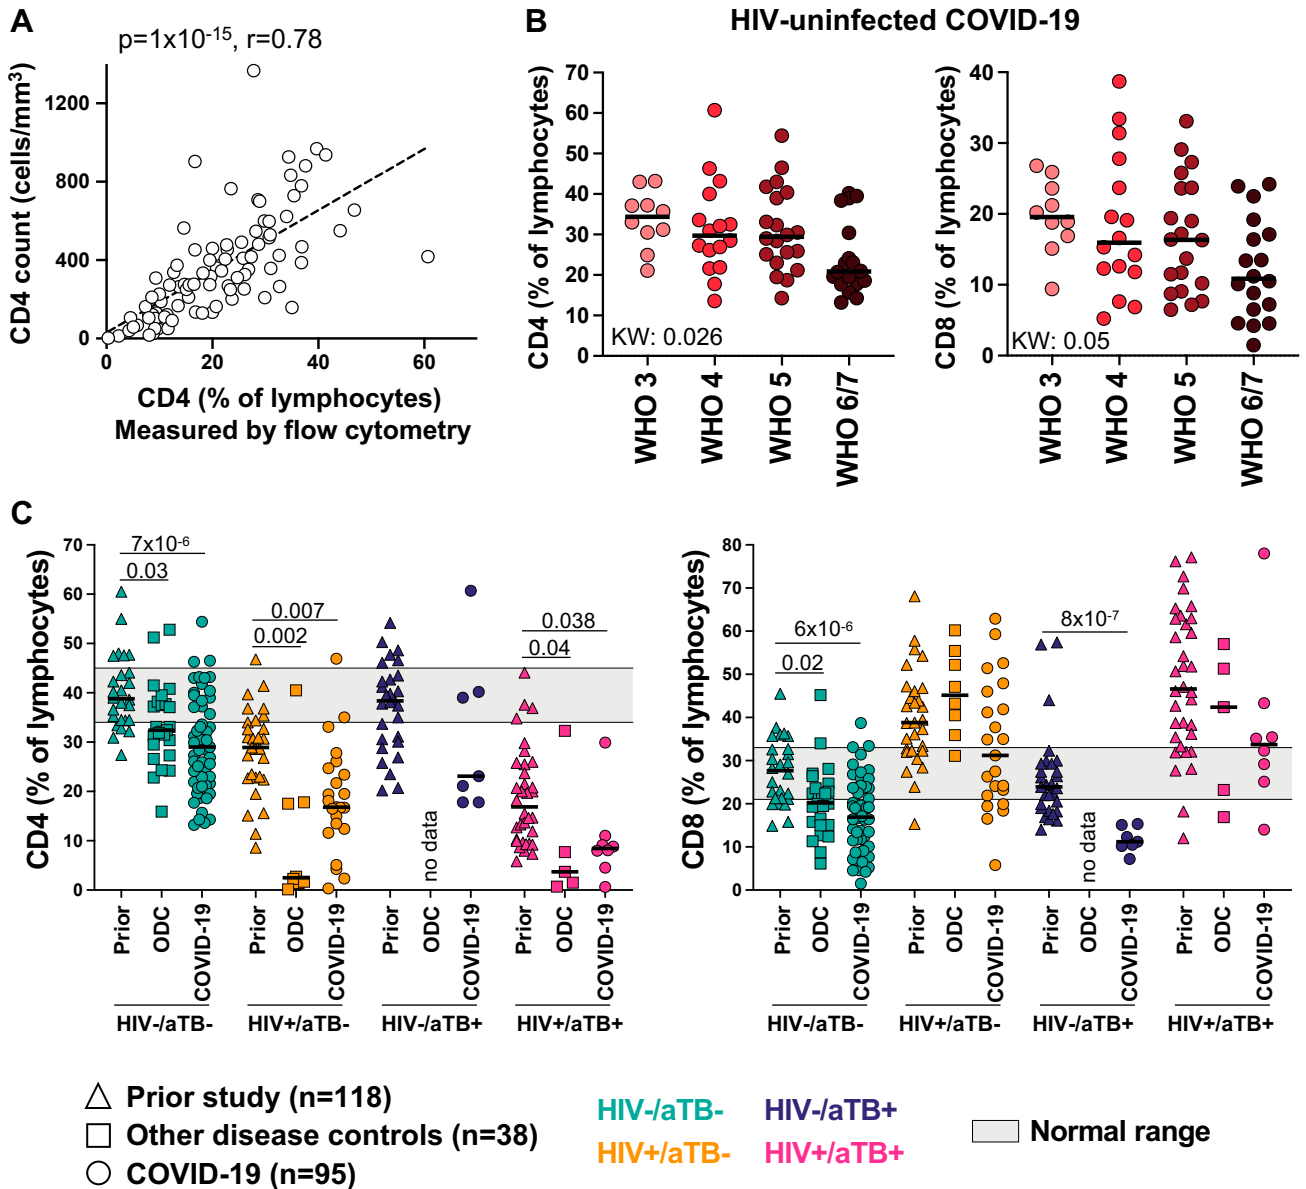 A
p=1x10-15, r=0.78
CD4 count (cells/mm3)
1200
800
400
0
0 20 40 60
CD4 (% of lymphocytes)
Measured by flow cytometry
B
HIV-uninfected COVID-19
CD4 (% of lymphocytes)
70
60
50
40
30
20
10
0
KW: 0.026
WHO 3
WHO 4
WHO 5
WHO 6/7
CD8 (% of lymphocytes)
40
30
20
10
0
KW: 0.05
WHO 3
WHO 4
WHO 5
WHO 6/7
C
CD4 (% of lymphocytes)
70
60
50
40
30
20
10
0
7x10-6
0.03
0.007
0.002
0.038
0.04
no data
Prior
ODC
COVID-19
Prior
ODC
COVID-19
Prior
ODC
COVID-19
Prior
ODC
COVID-19
HIV-/aTB-
HIV+/aTB-
HIV-/aTB+
HIV+/aTB+
CD8 (% of lymphocytes)
80
70
60
50
40
30
20
10
0
6x10-6
0.02
8x10-7
no data
Prior
ODC
COVID-19
Prior
ODC
COVID-19
Prior
ODC
COVID-19
Prior
ODC
COVID-19
HIV-/aTB-
HIV+/aTB-
HIV-/aTB+
HIV+/aTB+
Prior study (n=118)
Other disease controls (n=38)
COVID-19 (n=95)
HIV-/aTB- HIV-/aTB+
HIV+/aTB- HIV+/aTB+
Normal range